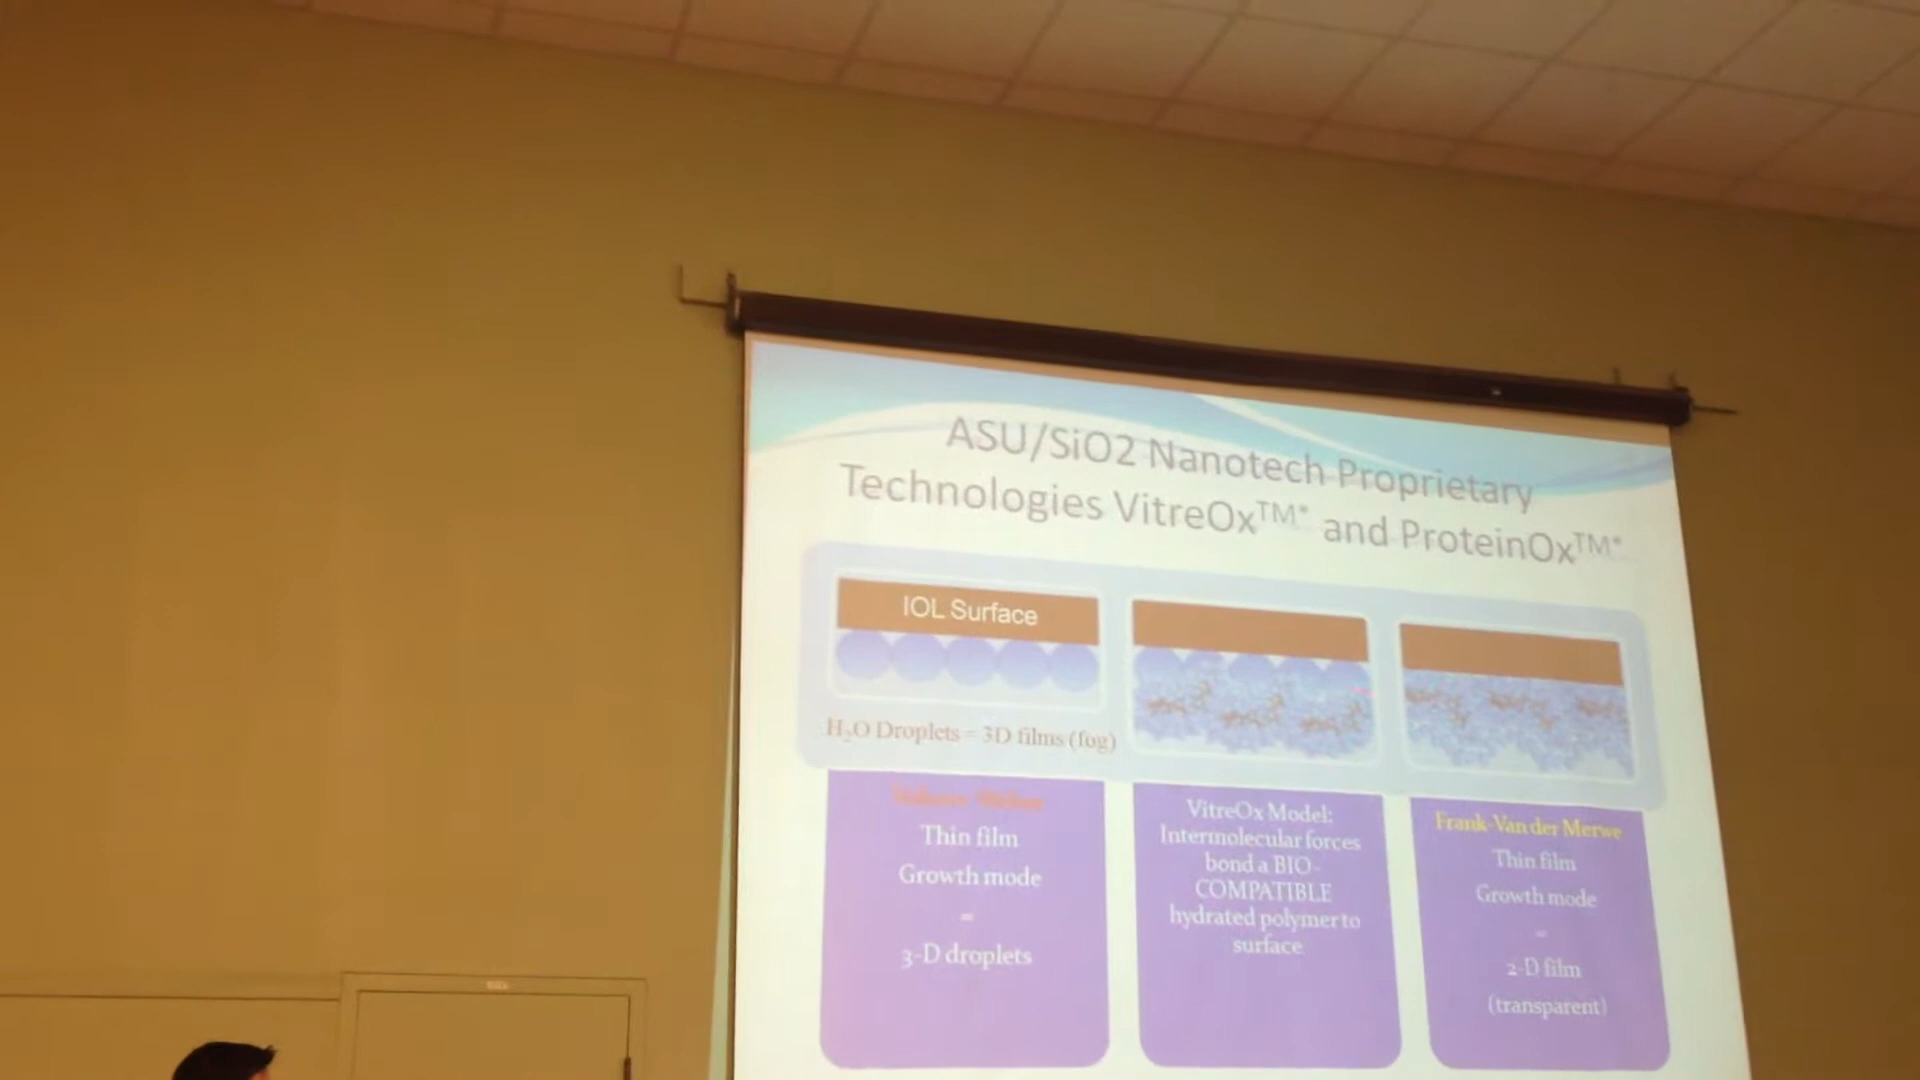 ASU/SiO2 Nanotech Proprietary
Technologies VitreOx™* and ProteinOx™*
IOL Surface
H₂O Droplets = 3D films (fog)
Thin film
Growth mode
=
3-D droplets
VitreOx Model:
Intermolecular forces
bond a BIO-
COMPATIBLE
hydrated polymer to
surface
Frank-Van der Merwe
Thin film
Growth mode
=
2-D film
(transparent)